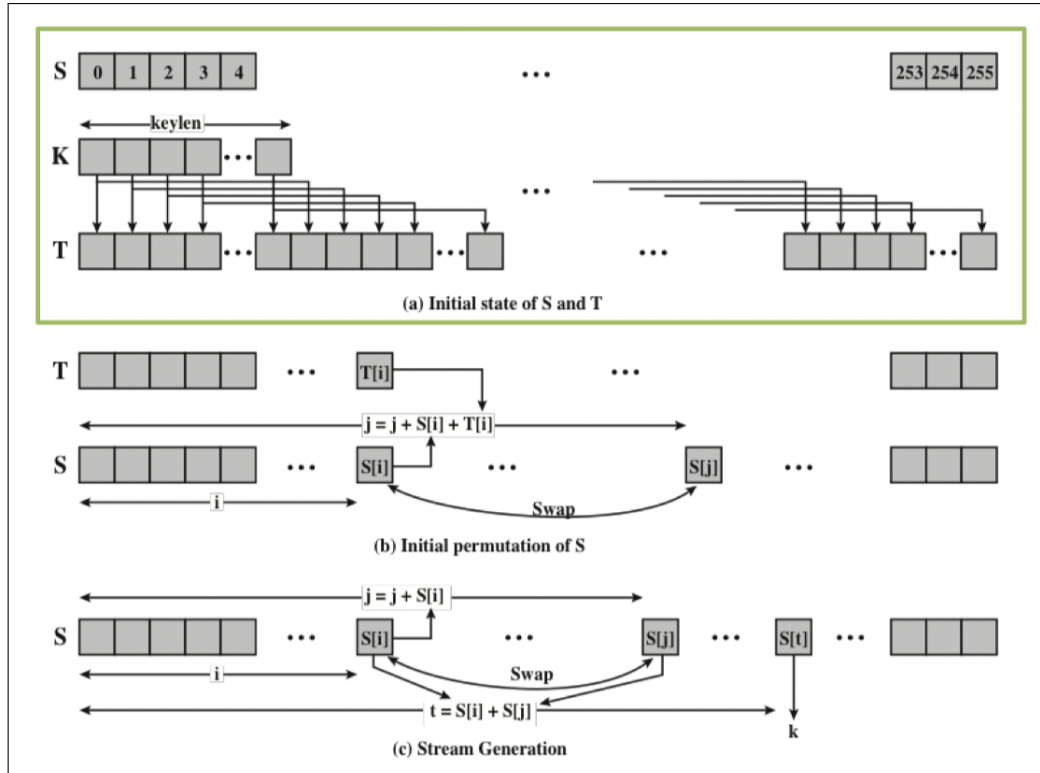 S 0 1 2 3 4 ... 253 254 255
keylen
K ... ...
T ... ... ... ...
(a) Initial state of S and T
T ... T[i] ...
j = j + S[i] + T[i]
S ... S[i] ... S[j] ...
i
Swap
(b) Initial permutation of S
j = j + S[i]
S ... S[i] ... S[j] ... S[t] ...
i
Swap
t = S[i] + S[j]
k
(c) Stream Generation